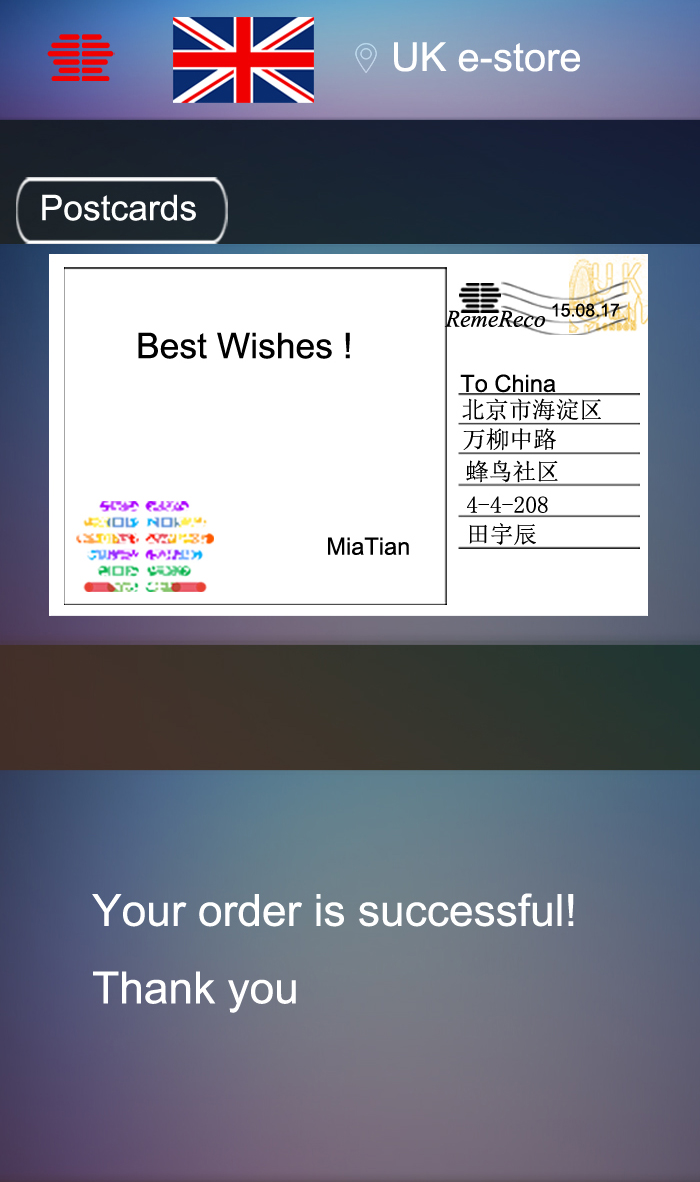 UK e-store
Postcards
Best Wishes !
MiaTian
RemeReco
15.08.17
To China
北京市海淀区
万柳中路
蜂鸟社区
4-4-208
田宇辰
Your order is successful!
Thank you